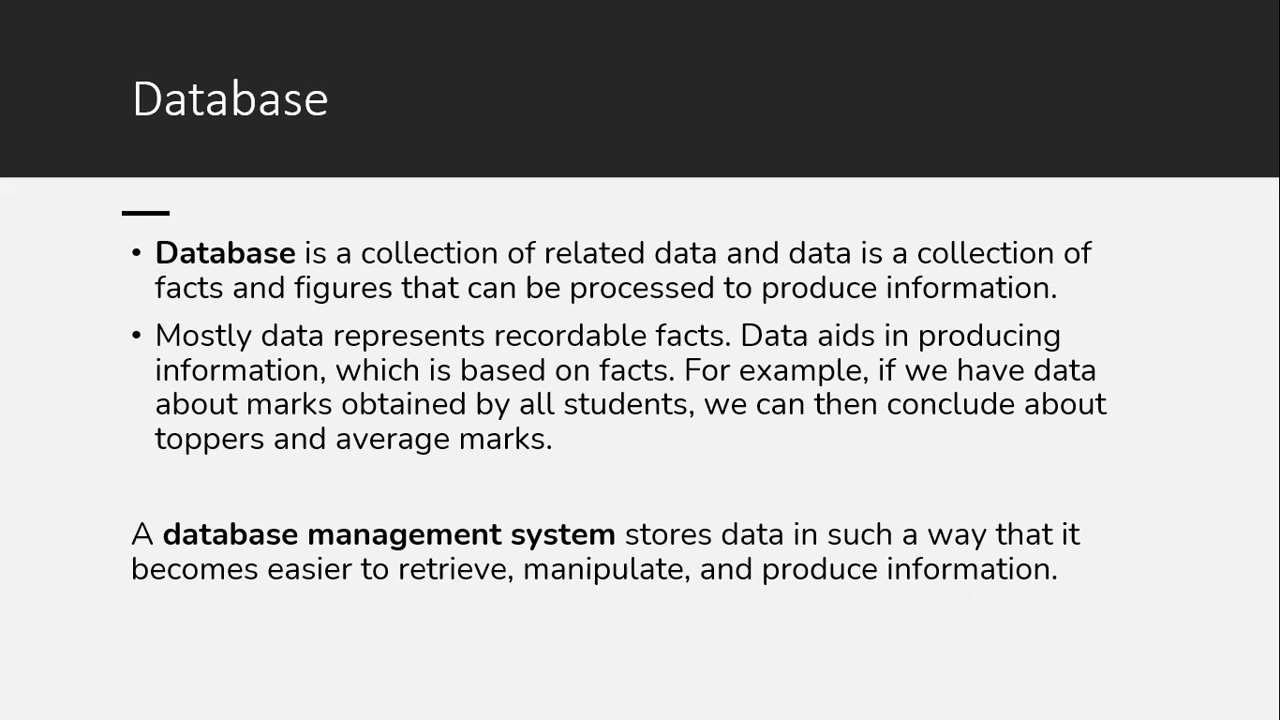 Database
• Database is a collection of related data and data is a collection of
facts and figures that can be processed to produce information.
• Mostly data represents recordable facts. Data aids in producing
information, which is based on facts. For example, if we have data
about marks obtained by all students, we can then conclude about
toppers and average marks.
A database management system stores data in such a way that it
becomes easier to retrieve, manipulate, and produce information.